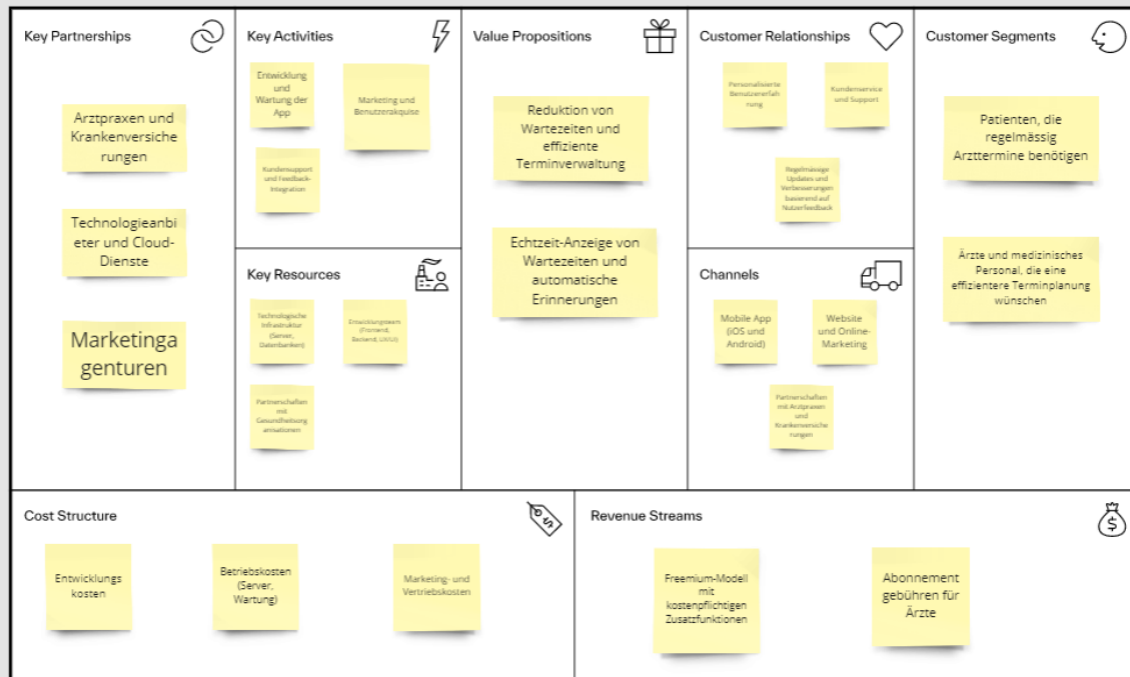 Key Partnerships
Arztpraxen und
Krankenversiche
rungen
Technologieanbi
eter und Cloud-
Dienste
Marketinga
genturen
Key Activities
Entwicklung
und
Wartung der
App
Marketing und
Benutzerakquise
Kundensupport
und Feedback-
Integration
Key Resources
Technologische
Infrastruktur
(Server,
Datenbanken)
Entwicklungsteam
(Frontend,
Backend, UX/UI)
Partnerschaften
mit
Gesundheitsorg
anisationen
Value Propositions
Reduktion von
Wartezeiten und
effiziente
Terminverwaltung
Echtzeit-Anzeige von
Wartezeiten und
automatische
Erinnerungen
Customer Relationships
Personalisierte
Benutzererfah
rung
Kundenservice
und Support
Regelmässige
Updates und
Verbesserungen
basierend auf
Nutzerfeedback
Channels
Mobile App
(iOS und
Android)
Website
und Online-
Marketing
Partnerschaften
mit Arztpraxen
und
Krankenversiche
rungen
Customer Segments
Patienten, die
regelmässig
Arzttermine benötigen
Ärzte und medizinisches
Personal, die eine
effizientere Terminplanung
wünschen
Cost Structure
Entwicklungs
kosten
Betriebskosten
(Server,
Wartung)
Marketing- und
Vertriebskosten
Revenue Streams
Freemium-Modell
mit
kostenpflichtigen
Zusatzfunktionen
Abonnement
gebühren für
Ärzte